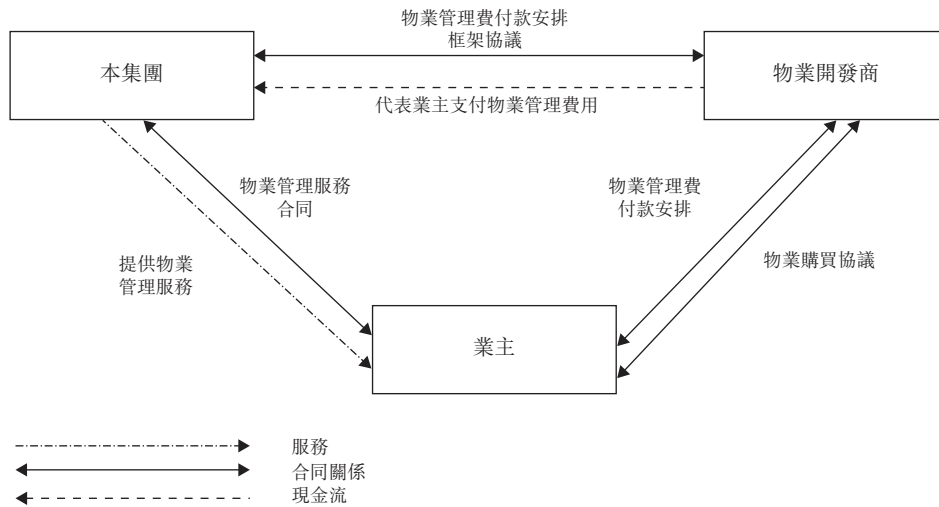 物業管理費付款安排
框架協議
本集團
物業開發商
代表業主支付物業管理費用
物業管理服務
合同
物業管理費
付款安排
提供物業
管理服務
物業購買協議
業主
服務
合同關係
現金流